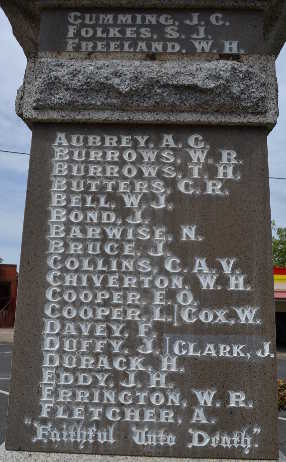 CUMMING, J.C.
FOLKES, S.J.
FREELAND, W.H.
AUBREY, A.G.
BURROWS, W.R.
BURROWS, T.H.
BUTTERS, C.R.
BELL, W.J.
BOND, J.
BARWISE, N.
BRUCE, J.
COLLINS, C.A.V.
CHIVERTON, W.H.
COOPER, E.O.
COOPER, L.|COX, W.
DAVEY, F.
DUFFY, J.|CLARK, J.
DURACK, H.
EDDY, J.H.
ERRINGTON, W.R.
FLETCHER, A.
"Faithful Unto Death."